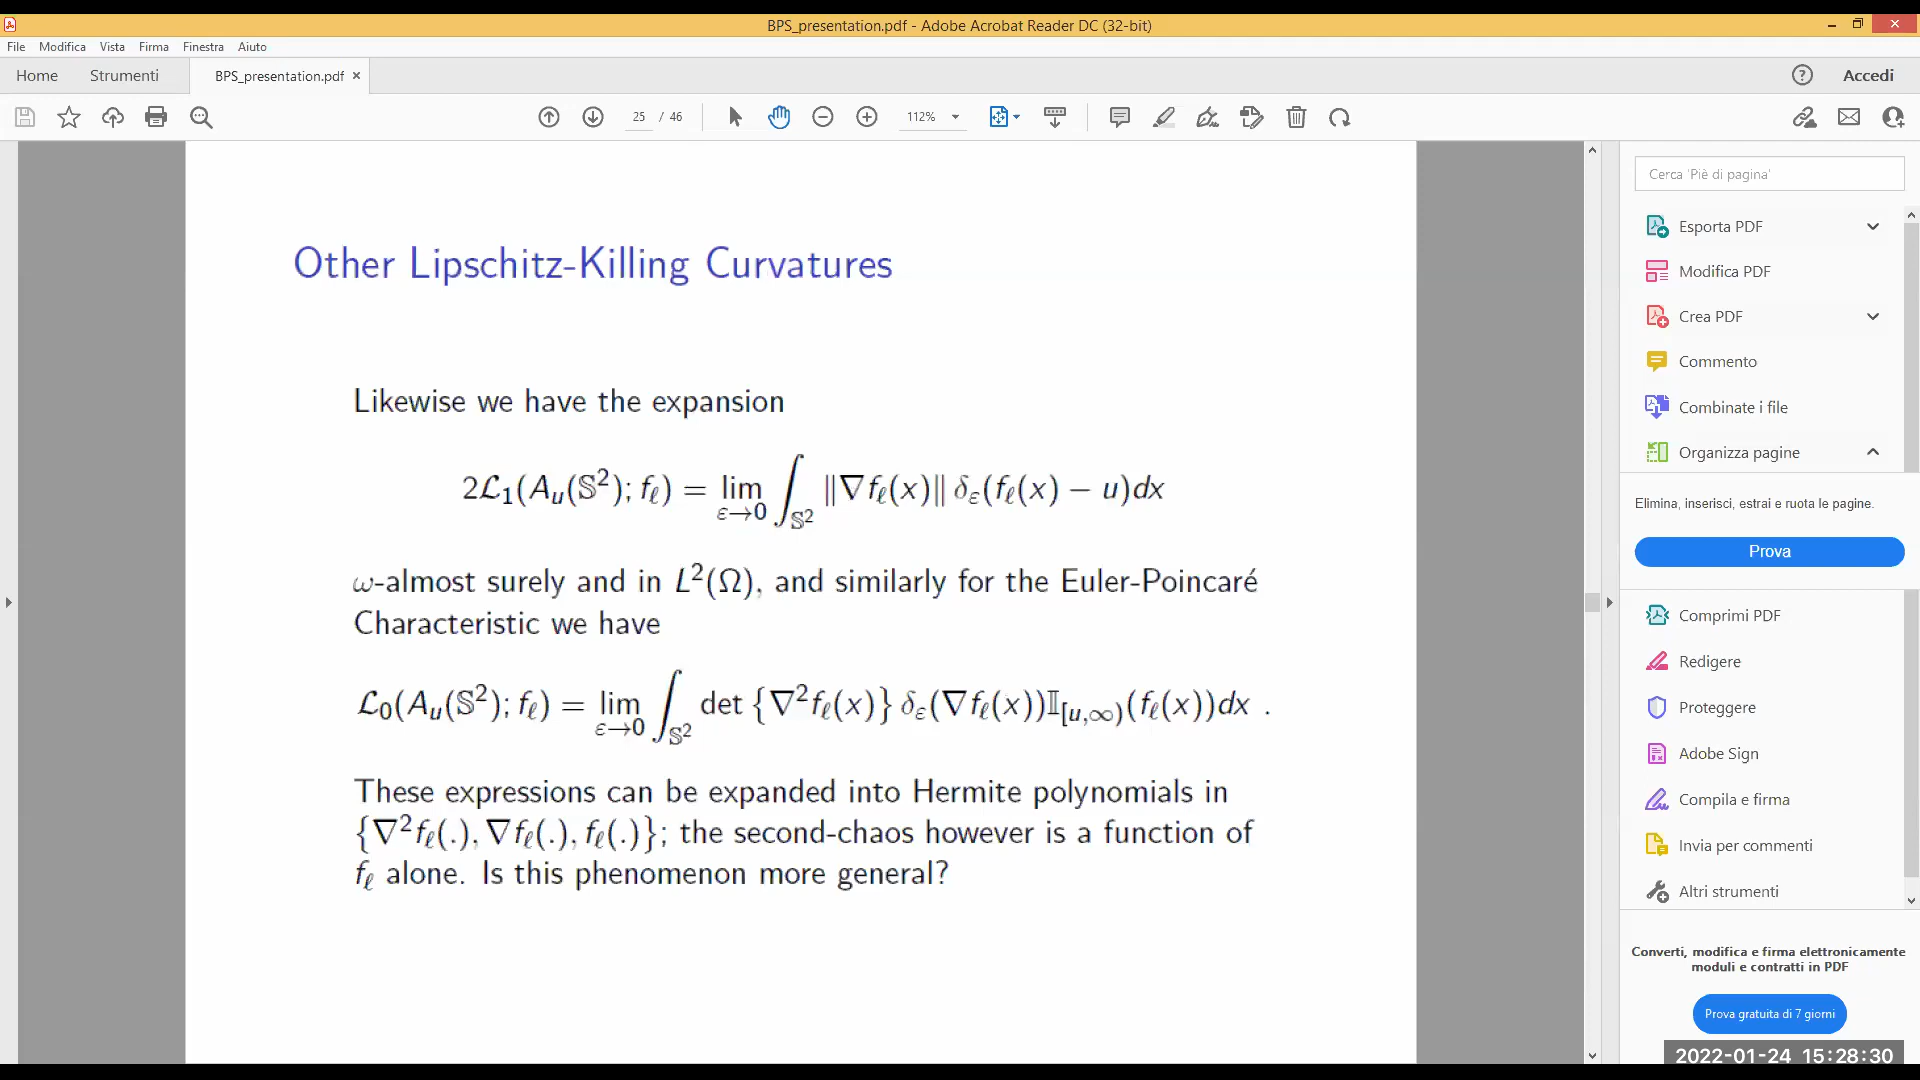 BPS_presentation.pdf - Adobe Acrobat Reader DC (32-bit)
File Modifica Vista Firma Finestra Aiuto
Home Strumenti BPS_presentation.pdf × Accedi
25 / 46 112%
Other Lipschitz-Killing Curvatures
Likewise we have the expansion
2ℒ₁(Aᵤ(𝕊²); f_ℓ) = lim_{ε→0} ∫_{𝕊²} ‖∇f_ℓ(x)‖ δ_ε(f_ℓ(x) − u)dx
ω-almost surely and in L²(Ω), and similarly for the Euler-Poincaré
Characteristic we have
ℒ₀(Aᵤ(𝕊²); f_ℓ) = lim_{ε→0} ∫_{𝕊²} det {∇²f_ℓ(x)} δ_ε(∇f_ℓ(x))𝕀_{[u,∞)}(f_ℓ(x))dx .
These expressions can be expanded into Hermite polynomials in
{∇²f_ℓ(.), ∇f_ℓ(.), f_ℓ(.)}; the second-chaos however is a function of
f_ℓ alone. Is this phenomenon more general?
Cerca 'Piè di pagina'
Esporta PDF
Modifica PDF
Crea PDF
Commento
Combinate i file
Organizza pagine
Elimina, inserisci, estrai e ruota le pagine.
Prova
Comprimi PDF
Redigere
Proteggere
Adobe Sign
Compila e firma
Invia per commenti
Altri strumenti
Converti, modifica e firma elettronicamente
moduli e contratti in PDF
Prova gratuita di 7 giorni
2022-01-24 15:28:30